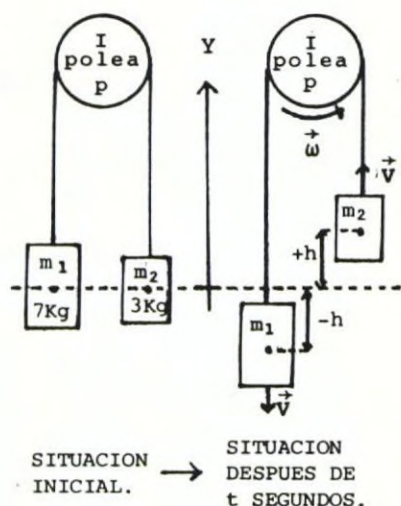 I
polea
p
Y
I
polea
p
ω
v
m₂
+h
m₁
7Kg
m₂
3Kg
m₁
-h
v
SITUACION
INICIAL.
SITUACION
DESPUES DE
t SEGUNDOS.